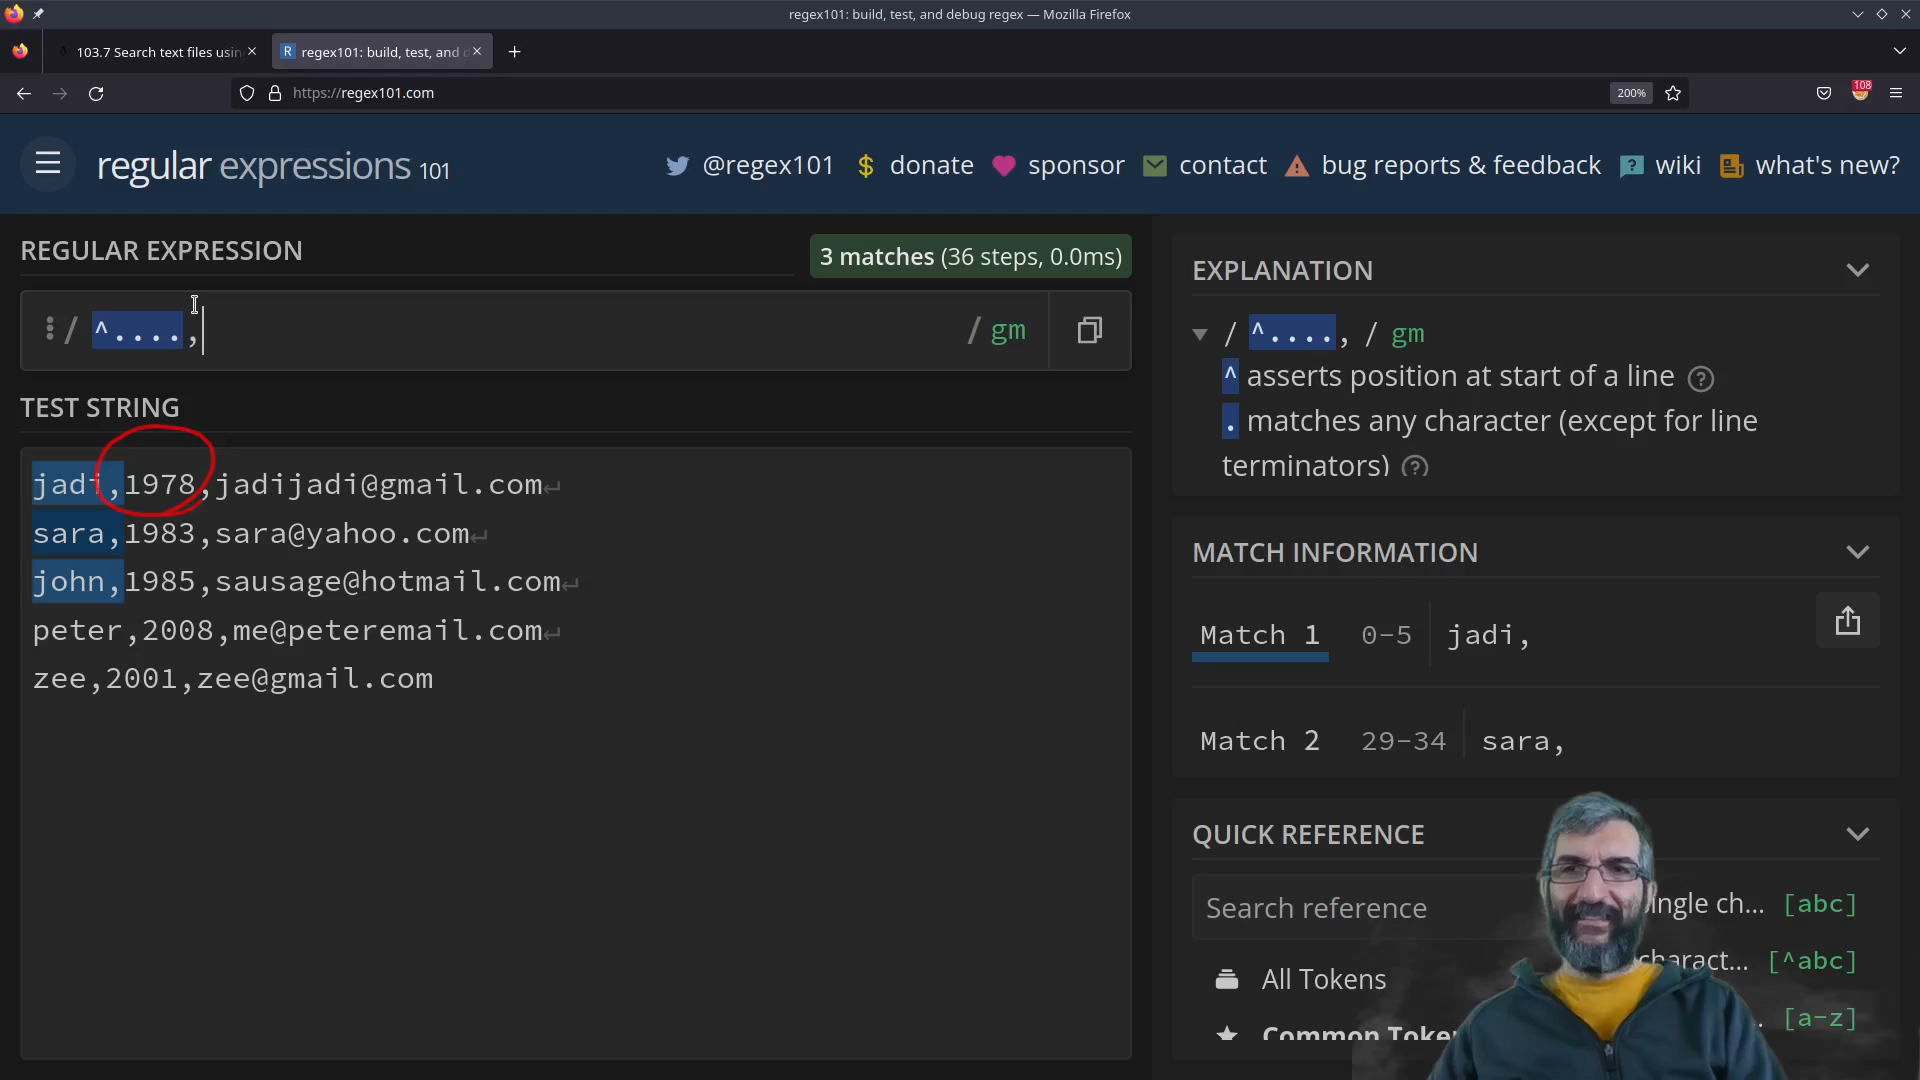 regex101: build, test, and debug regex — Mozilla Firefox
103.7 Search text files usin
R regex101: build, test, and d
https://regex101.com
200%
108
regular expressions 101
@regex101
$ donate
sponsor
contact
bug reports & feedback
wiki
what's new?
REGULAR EXPRESSION
3 matches (36 steps, 0.0ms)
/ ^...., / gm
TEST STRING
jadi,1978,jadijadi@gmail.com↵
sara,1983,sara@yahoo.com↵
john,1985,sausage@hotmail.com↵
peter,2008,me@peteremail.com↵
zee,2001,zee@gmail.com
EXPLANATION
/ ^...., / gm
^ asserts position at start of a line ?
. matches any character (except for line
terminators) ?
MATCH INFORMATION
Match 1 0-5 jadi,
Match 2 29-34 sara,
QUICK REFERENCE
Search reference
All Tokens
Common Toke
ingle ch... [abc]
charact... [^abc]
. [a-z]